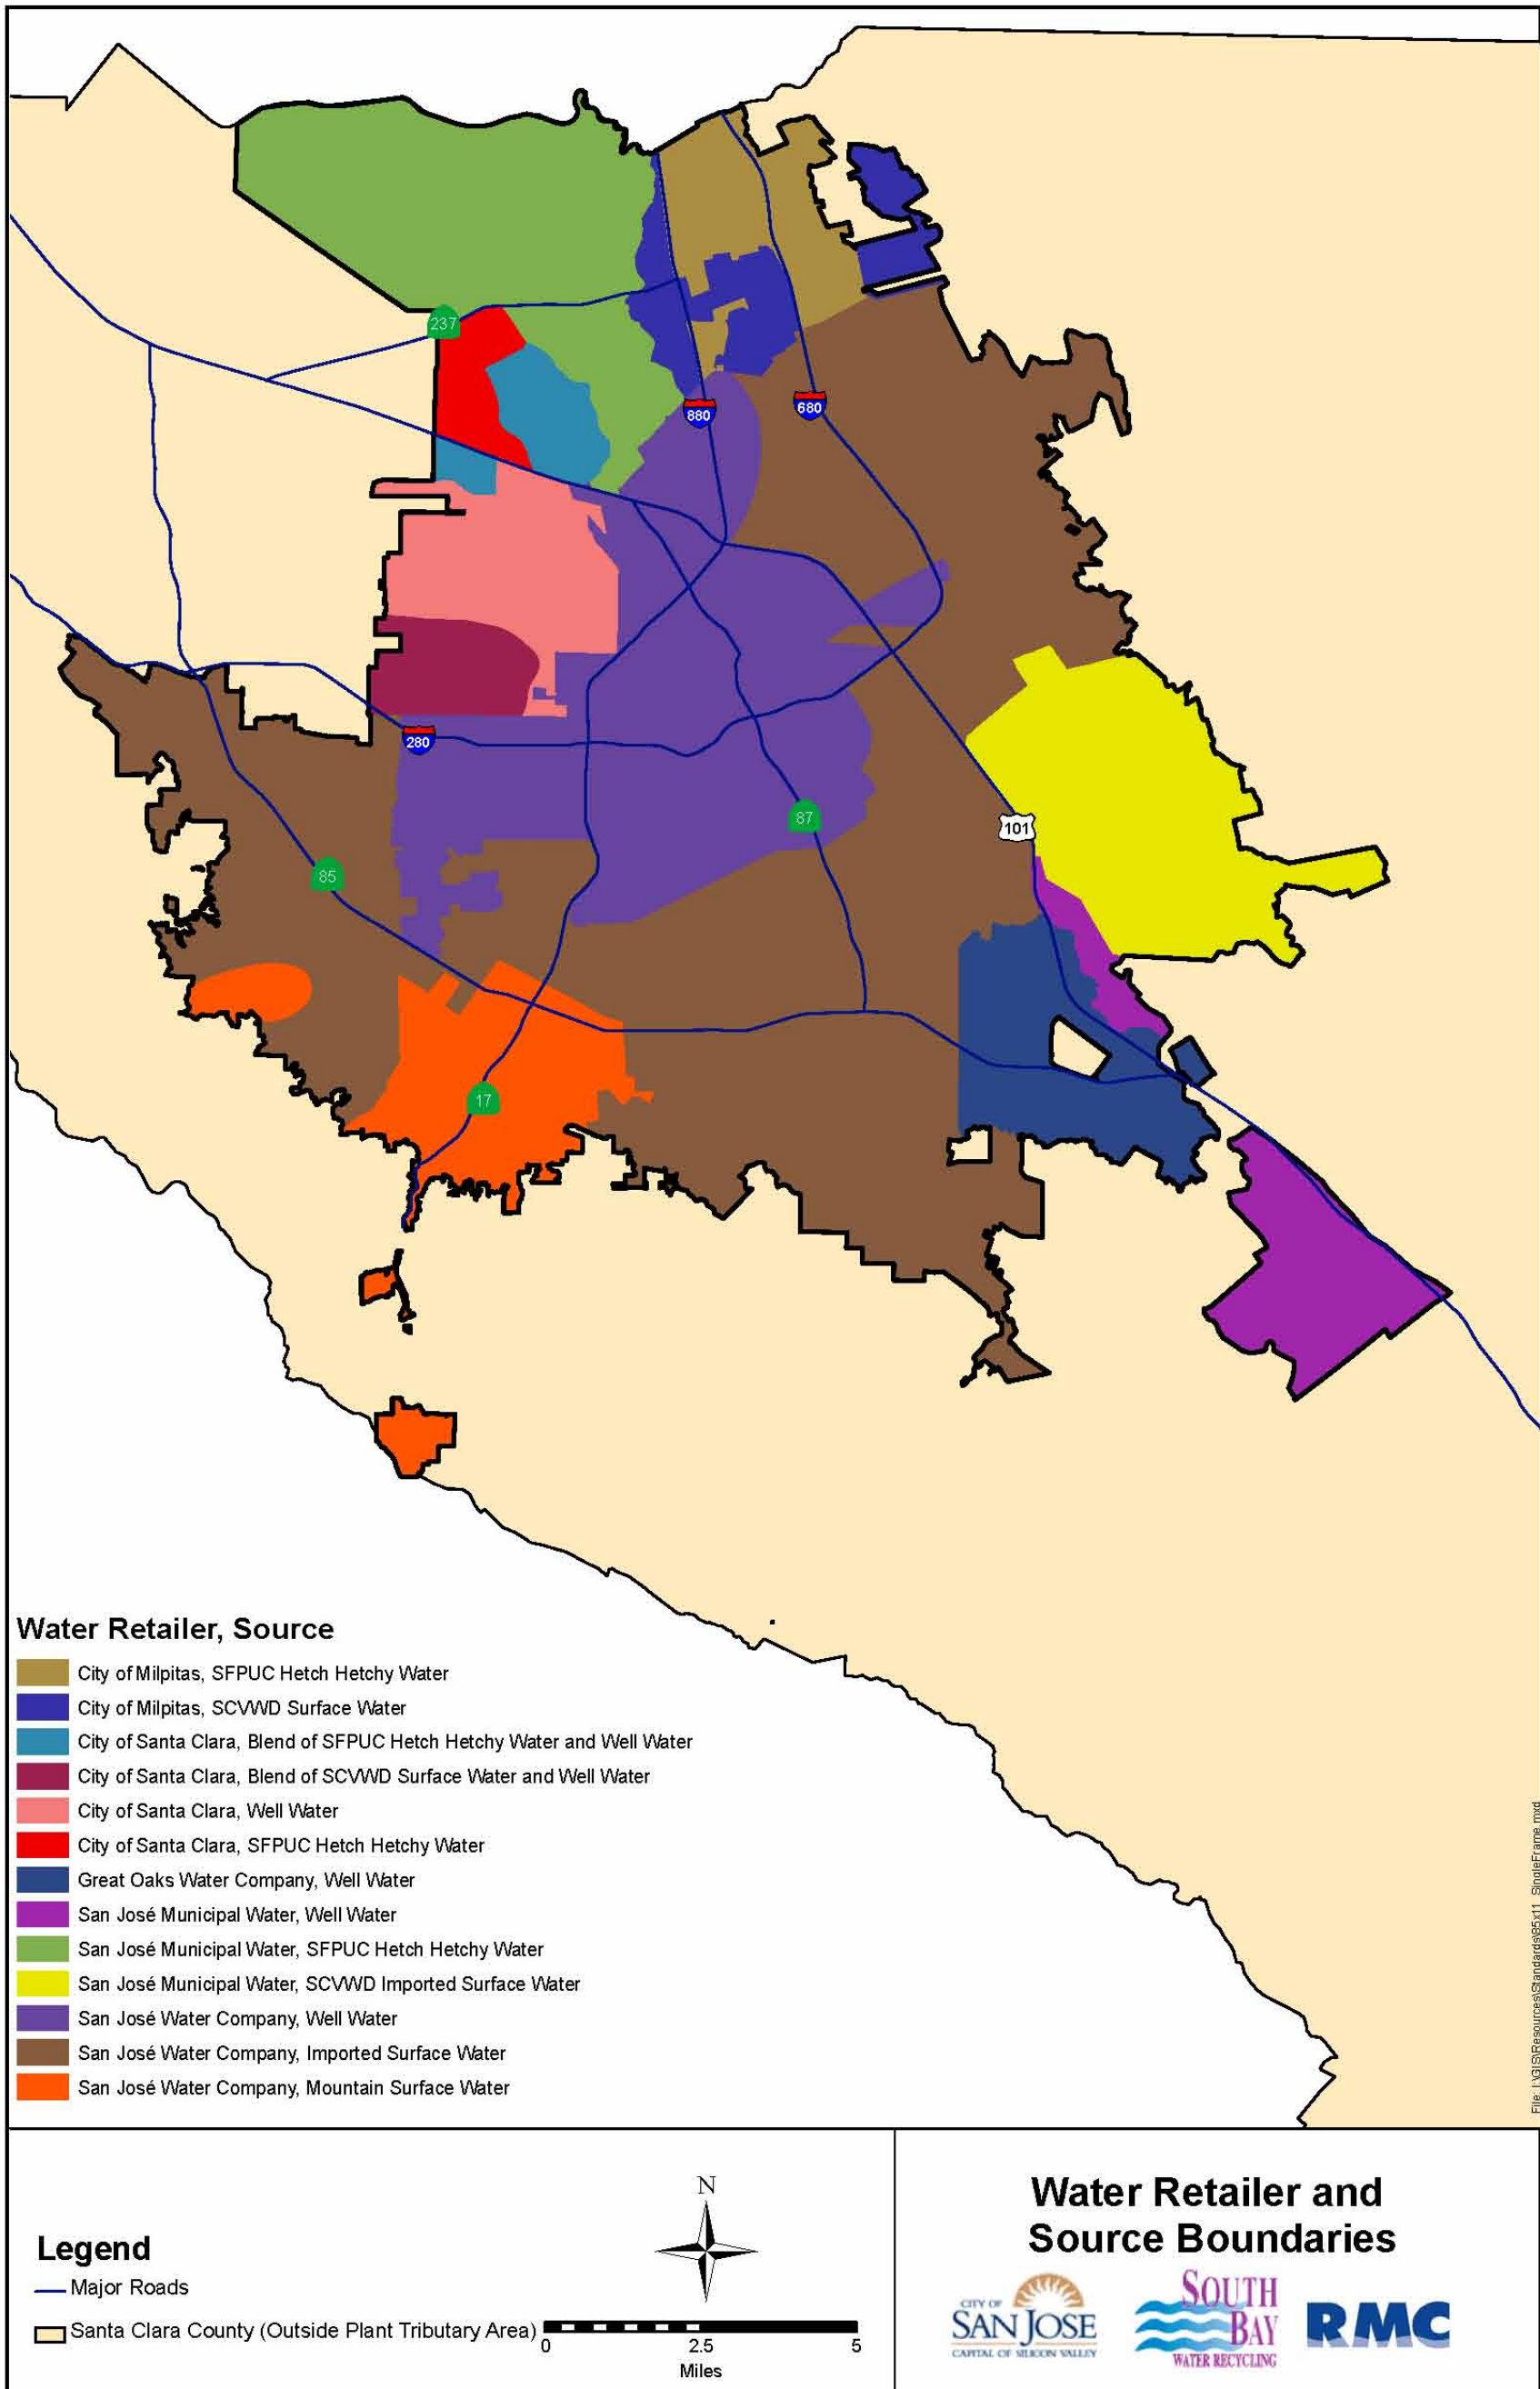 237
880
680
280
87
101
85
17
Water Retailer, Source
City of Milpitas, SFPUC Hetch Hetchy Water
City of Milpitas, SCVWD Surface Water
City of Santa Clara, Blend of SFPUC Hetch Hetchy Water and Well Water
City of Santa Clara, Blend of SCVWD Surface Water and Well Water
City of Santa Clara, Well Water
City of Santa Clara, SFPUC Hetch Hetchy Water
Great Oaks Water Company, Well Water
San José Municipal Water, Well Water
San José Municipal Water, SFPUC Hetch Hetchy Water
San José Municipal Water, SCVWD Imported Surface Water
San José Water Company, Well Water
San José Water Company, Imported Surface Water
San José Water Company, Mountain Surface Water
File: I:\GIS\Resources\Standards\85x11_SingleFrame.mxd
Legend
Major Roads
Santa Clara County (Outside Plant Tributary Area)
N
0 2.5 5
Miles
Water Retailer and
Source Boundaries
CITY OF
SAN JOSE
CAPITAL OF SILICON VALLEY
SOUTH
BAY
WATER RECYCLING
RMC